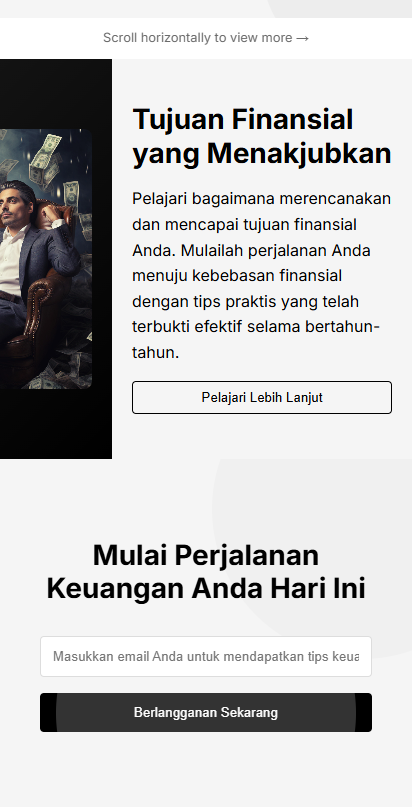 Scroll horizontally to view more →
Tujuan Finansial
yang Menakjubkan
Pelajari bagaimana merencanakan
dan mencapai tujuan finansial
Anda. Mulailah perjalanan Anda
menuju kebebasan finansial
dengan tips praktis yang telah
terbukti efektif selama bertahun-
tahun.
Pelajari Lebih Lanjut
Mulai Perjalanan
Keuangan Anda Hari Ini
Masukkan email Anda untuk mendapatkan tips keua
Berlangganan Sekarang